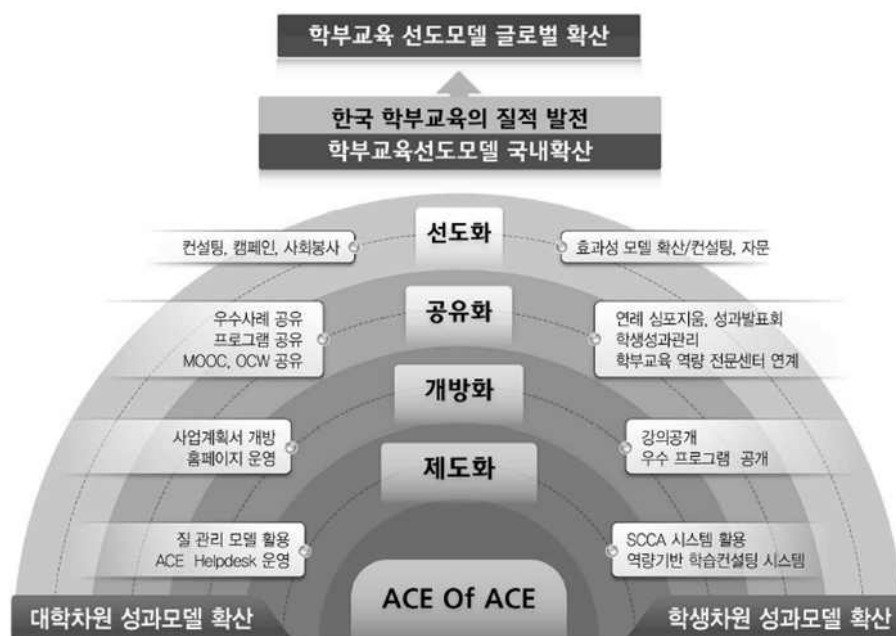 학부교육 선도모델 글로벌 확산
한국 학부교육의 질적 발전
학부교육선도모델 국내확산
선도화
컨설팅, 캠페인, 사회봉사
효과성 모델 확산/컨설팅, 자문
공유화
우수사례 공유
프로그램 공유
MOOC, OCW 공유
연례 심포지움, 성과발표회
학생성과관리
학부교육 역량 전문센터 연계
개방화
사업계획서 개방
홈페이지 운영
강의공개
우수 프로그램 공개
제도화
질 관리 모델 활용
ACE Helpdesk 운영
SCCA 시스템 활용
역량기반 학습컨설팅 시스템
ACE Of ACE
대학차원 성과모델 확산
학생차원 성과모델 확산